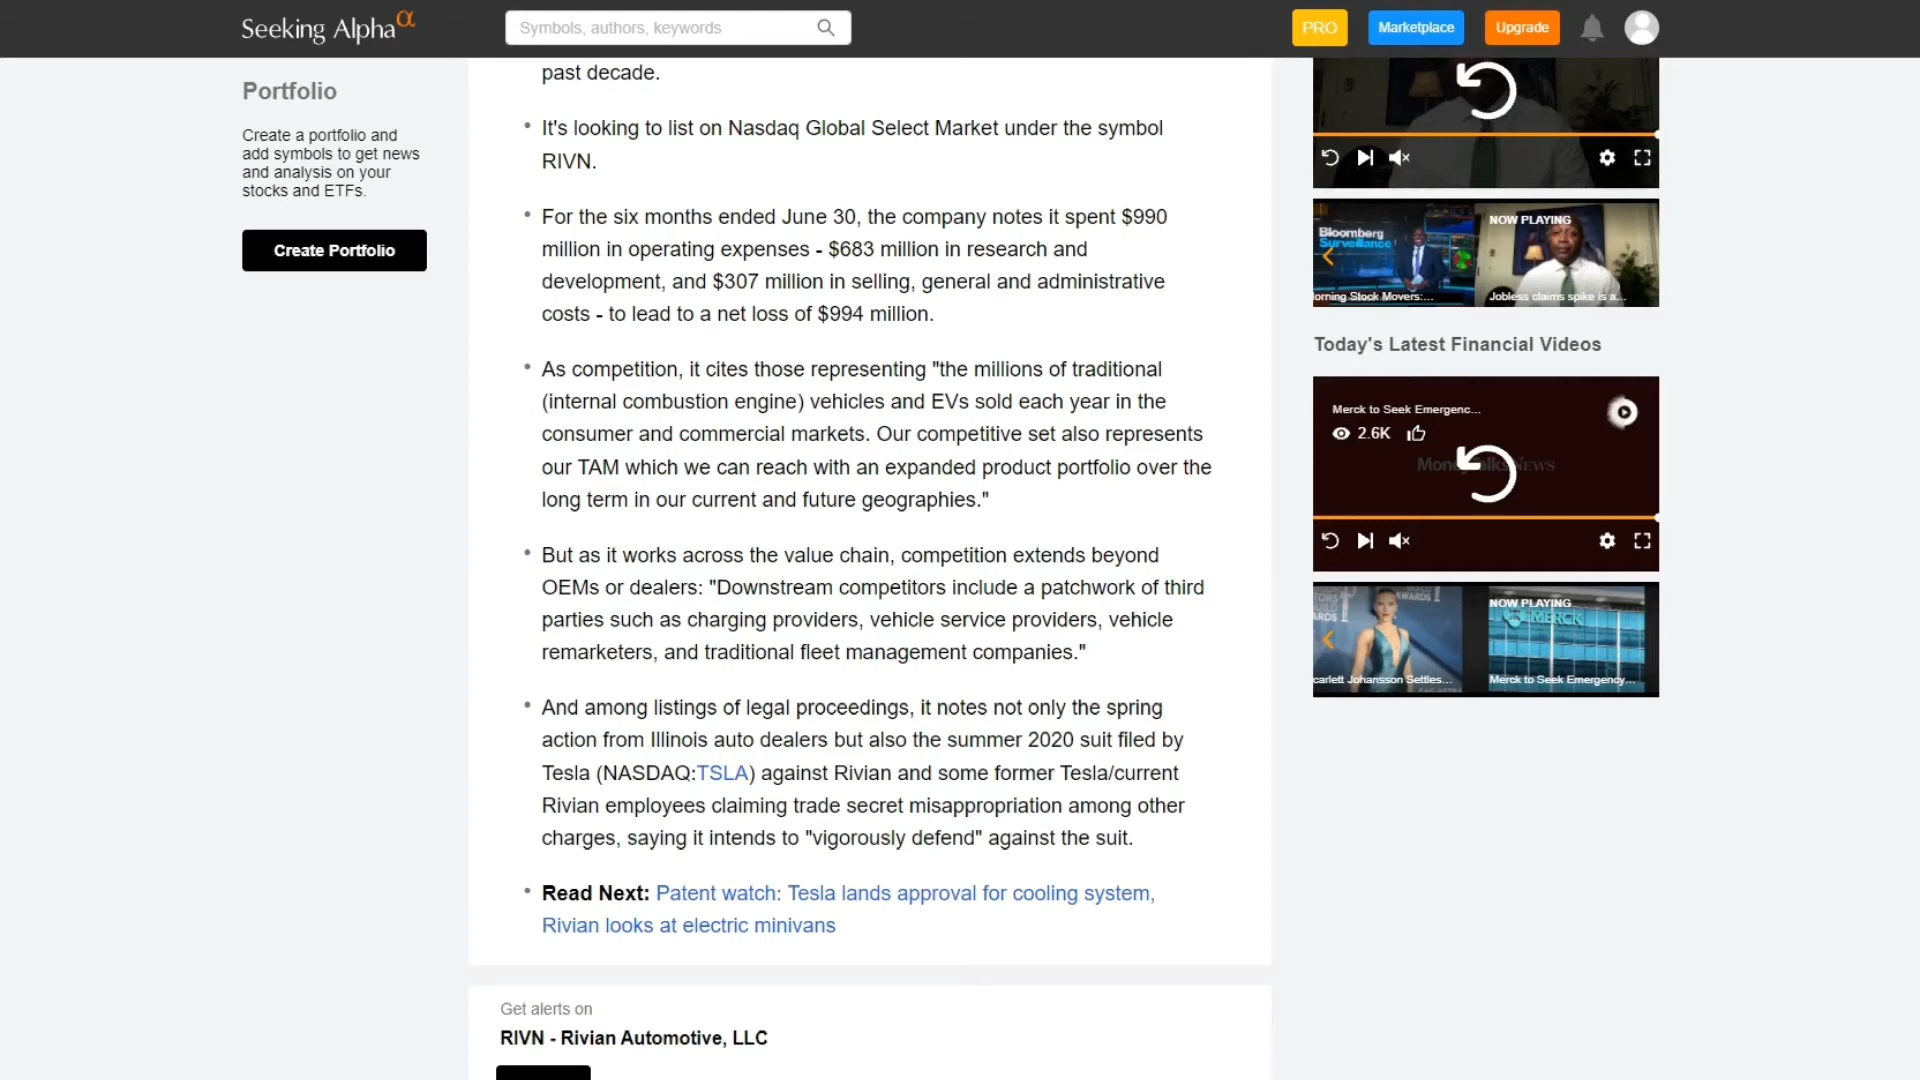 Seeking Alpha α
Symbols, authors, keywords
PRO
Marketplace
Upgrade
Portfolio
Create a portfolio and
add symbols to get news
and analysis on your
stocks and ETFs.
Create Portfolio
past decade.
• It's looking to list on Nasdaq Global Select Market under the symbol
RIVN.
• For the six months ended June 30, the company notes it spent $990
million in operating expenses - $683 million in research and
development, and $307 million in selling, general and administrative
costs - to lead to a net loss of $994 million.
• As competition, it cites those representing "the millions of traditional
(internal combustion engine) vehicles and EVs sold each year in the
consumer and commercial markets. Our competitive set also represents
our TAM which we can reach with an expanded product portfolio over the
long term in our current and future geographies."
• But as it works across the value chain, competition extends beyond
OEMs or dealers: "Downstream competitors include a patchwork of third
parties such as charging providers, vehicle service providers, vehicle
remarketers, and traditional fleet management companies."
• And among listings of legal proceedings, it notes not only the spring
action from Illinois auto dealers but also the summer 2020 suit filed by
Tesla (NASDAQ:TSLA) against Rivian and some former Tesla/current
Rivian employees claiming trade secret misappropriation among other
charges, saying it intends to "vigorously defend" against the suit.
• Read Next: Patent watch: Tesla lands approval for cooling system,
Rivian looks at electric minivans
Get alerts on
RIVN - Rivian Automotive, LLC
Bloomberg
Surveillance
orning Stock Movers:...
NOW PLAYING
Jobless claims spike is a...
Today's Latest Financial Videos
Merck to Seek Emergenc...
2.6K
NEWS
AWARDS
carlett Johansson Settles...
NOW PLAYING
MERCK
Merck to Seek Emergency...